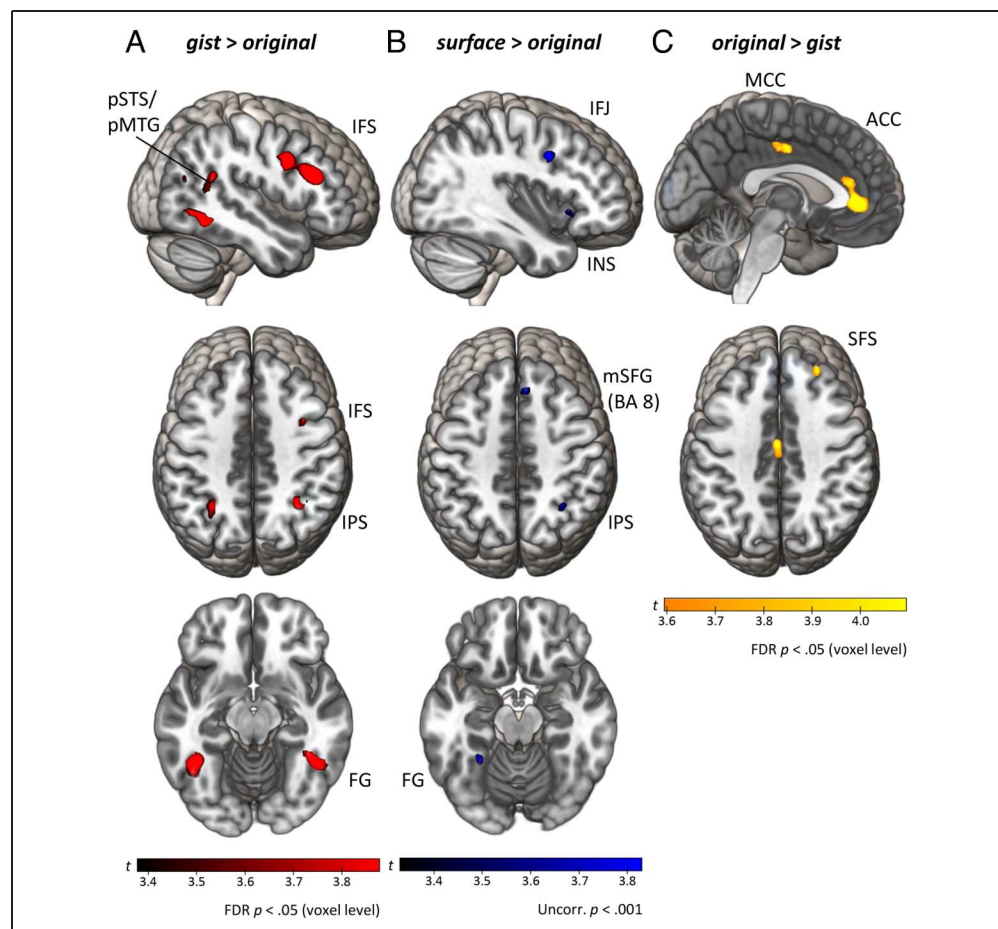 A gist > original
B surface > original
C original > gist
pSTS/
pMTG
IFS
IFJ
INS
MCC
ACC
IFS
IPS
mSFG
(BA 8)
IPS
SFS
t
3.6 3.7 3.8 3.9 4.0
FDR p < .05 (voxel level)
FG
FG
t
3.4 3.5 3.6 3.7 3.8
FDR p < .05 (voxel level)
t
3.4 3.5 3.6 3.7 3.8
Uncorr. p < .001